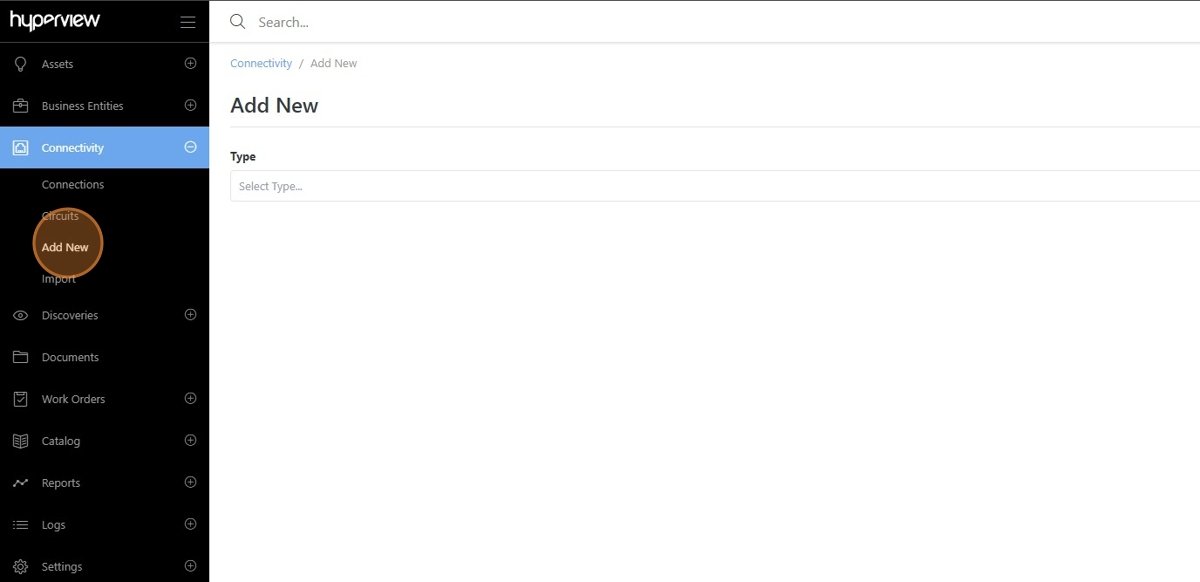 hyperview
Search...
Assets
Business Entities
Connectivity
Connections
Circuits
Add New
Import
Discoveries
Documents
Work Orders
Catalog
Reports
Logs
Settings
Connectivity / Add New
Add New
Type
Select Type...